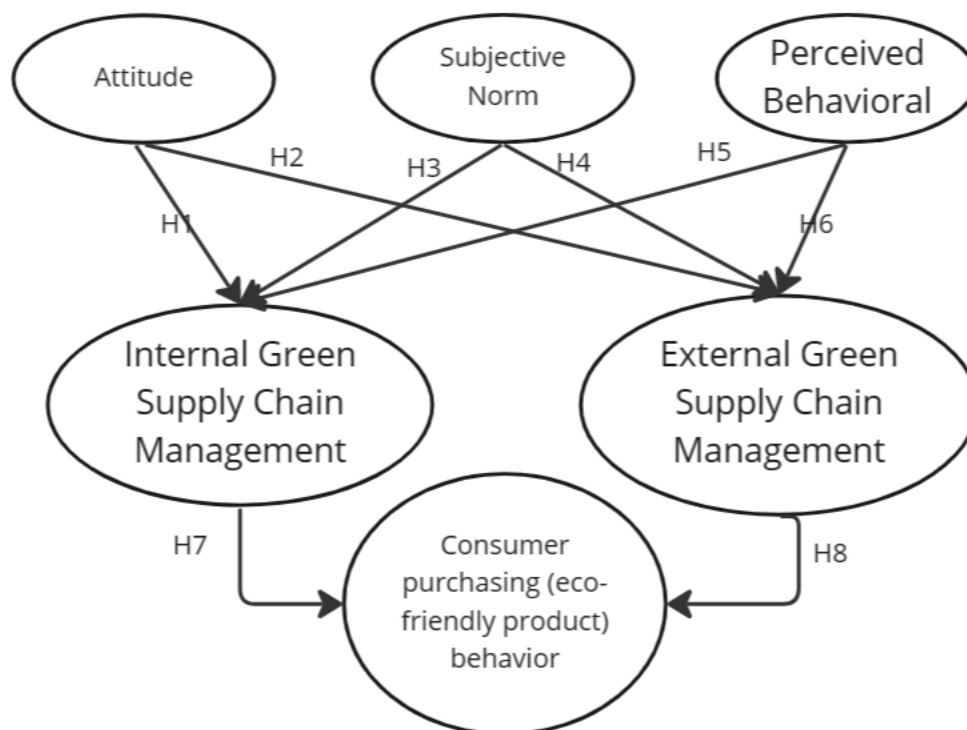 Attitude
Subjective
Norm
Perceived
Behavioral
H2
H3
H4
H5
H1
H6
Internal Green
Supply Chain
Management
External Green
Supply Chain
Management
H7
Consumer
purchasing (eco-
friendly product)
behavior
H8